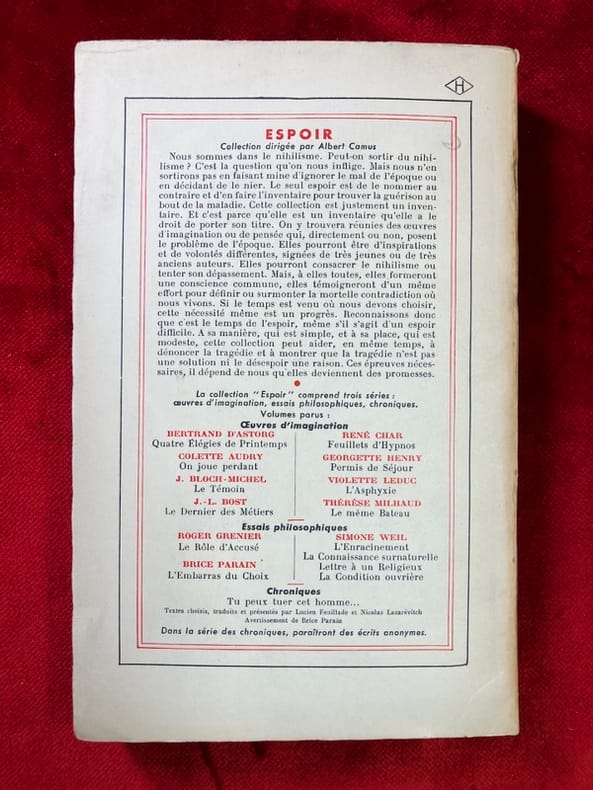 H
ESPOIR
Collection dirigée par Albert Camus
Nous sommes dans le nihilisme. Peut-on sortir du nihi-
lisme ? C'est la question qu'on nous inflige. Mais nous n'en
sortirons pas en faisant mine d'ignorer le mal de l'époque ou
en décidant de le nier. Le seul espoir est de le nommer au
contraire et d'en faire l'inventaire pour trouver la guérison au
bout de la maladie. Cette collection est justement un inven-
taire. Et c'est parce qu'elle est un inventaire qu'elle a le
droit de porter son titre. On y trouvera réunies des œuvres
d'imagination ou de pensée qui, directement ou non, posent
le problème de l'époque. Elles pourront être d'inspirations
et de volontés différentes, signées de très jeunes ou de très
anciens auteurs. Elles pourront consacrer le nihilisme ou
tenter son dépassement. Mais, à elles toutes, elles formeront
une conscience commune, elles témoigneront d'un même
effort pour définir ou surmonter la mortelle contradiction où
nous vivons. Si le temps est venu où nous devons choisir,
cette nécessité même est un progrès. Reconnaissons donc
que c'est le temps de l'espoir, même s'il s'agit d'un espoir
difficile. A sa manière, qui est simple, et à sa place, qui est
modeste, cette collection peut aider, en même temps, à
dénoncer la tragédie et à montrer que la tragédie n'est pas
une solution ni le désespoir une raison. Ces épreuves néces-
saires, il dépend de nous qu'elles deviennent des promesses.
La collection "Espoir" comprend trois séries :
œuvres d'imagination, essais philosophiques, chroniques.
Volumes parus :
Œuvres d'imagination
BERTRAND D'ASTORG
Quatre Élégies de Printemps
COLETTE AUDRY
On joue perdant
J. BLOCH-MICHEL
Le Témoin
J.-L. BOST
Le Dernier des Métiers
RENÉ CHAR
Feuillets d'Hypnos
GEORGETTE HENRY
Permis de Séjour
VIOLETTE LEDUC
L'Asphyxie
THÉRÈSE MILHAUD
Le même Bateau
Essais philosophiques
ROGER GRENIER
Le Rôle d'Accusé
BRICE PARAIN
L'Embarras du Choix
SIMONE WEIL
L'Enracinement
La Connaissance surnaturelle
Lettre à un Religieux
La Condition ouvrière
Chroniques
Tu peux tuer cet homme...
Textes choisis, traduits et présentés par Lucien Feuillade et Nicolas Lazarévitch
Avertissement de Brice Parain
Dans la série des chroniques, paraîtront des écrits anonymes.